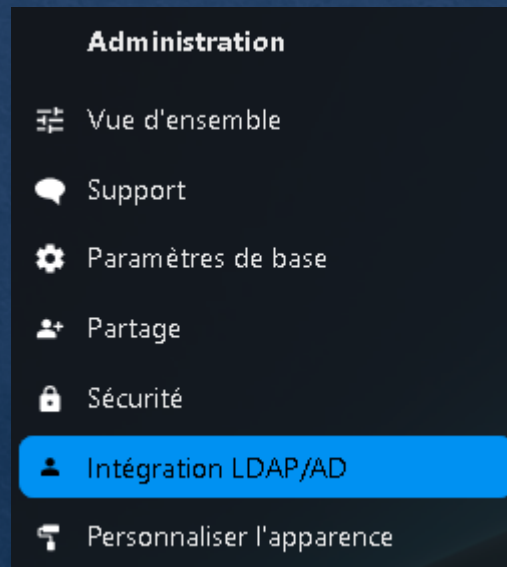 Administration
Vue d'ensemble
Support
Paramètres de base
Partage
Sécurité
Intégration LDAP/AD
Personnaliser l'apparence